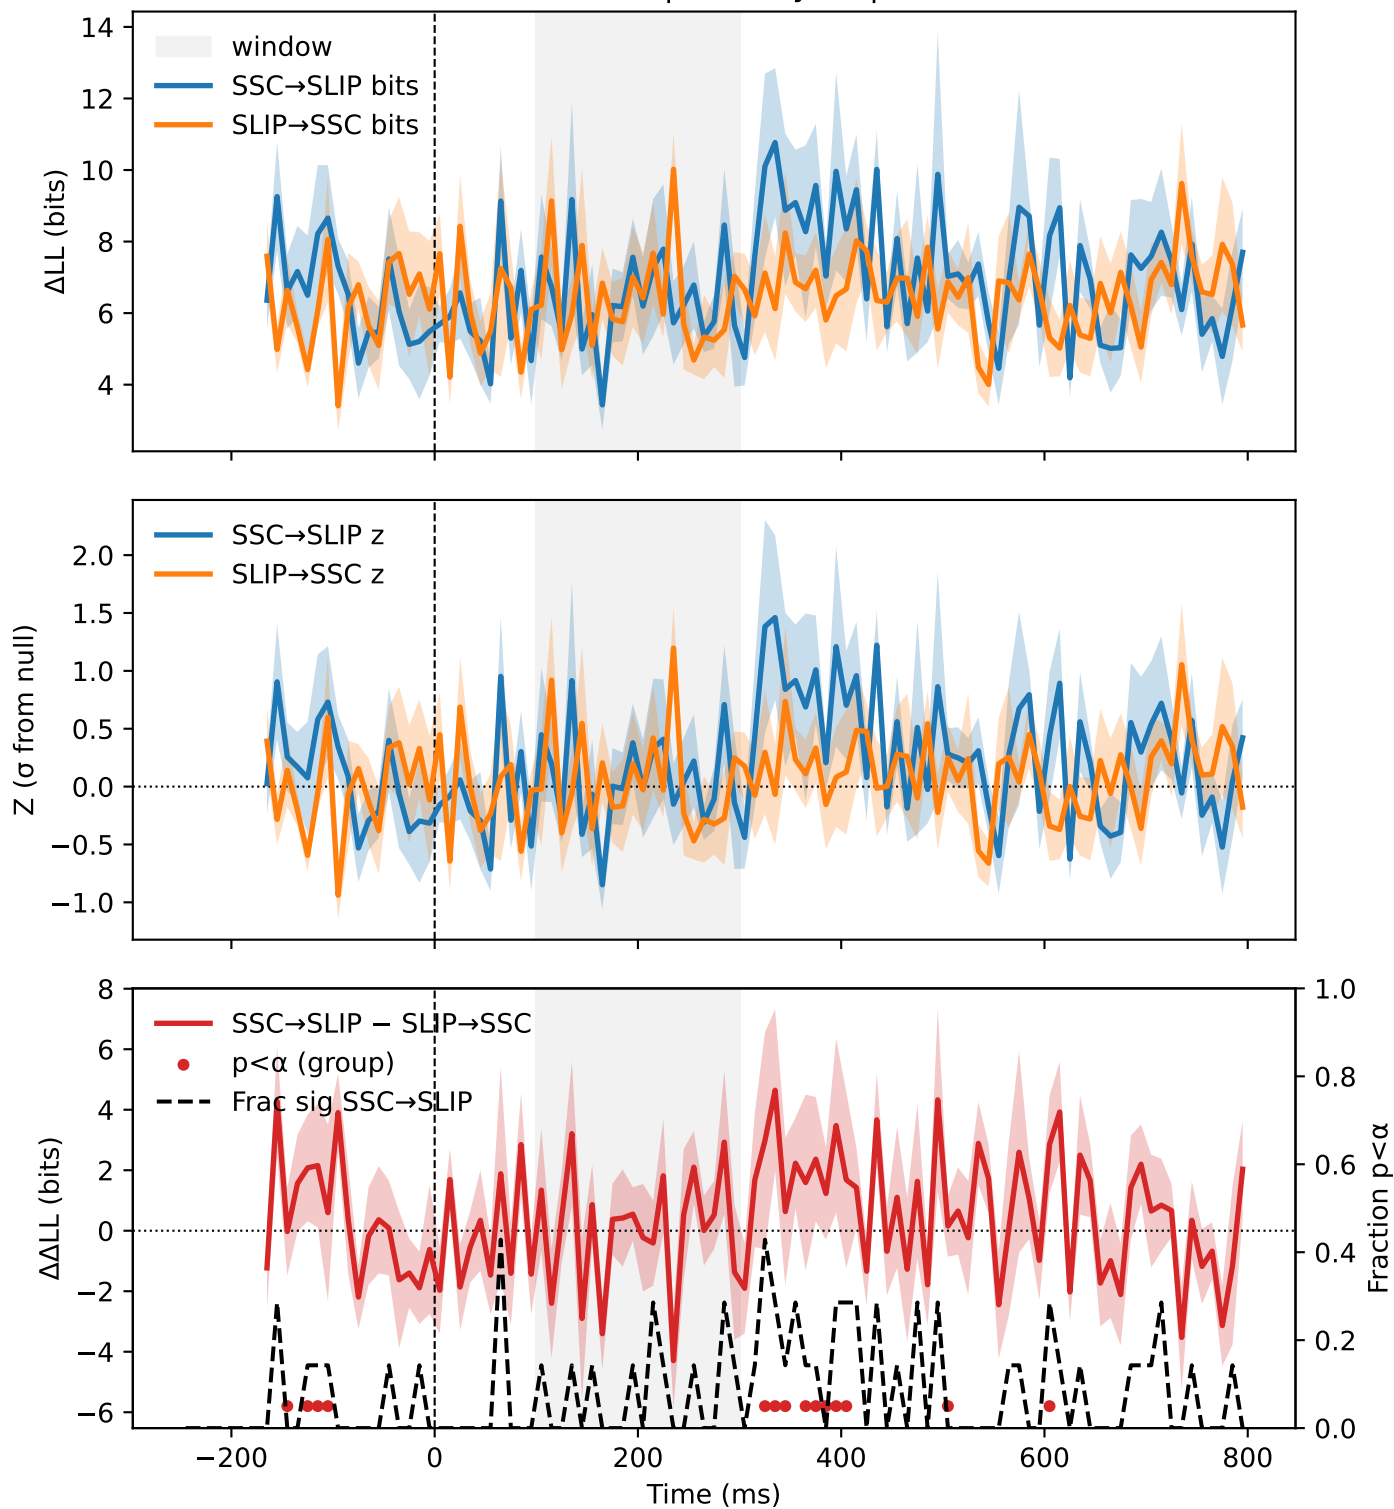 14
12
10
8
6
4
ΔLL (bits)
window
SSC→SLIP bits
SLIP→SSC bits
2.0
1.5
1.0
0.5
0.0
−0.5
−1.0
Z (σ from null)
SSC→SLIP z
SLIP→SSC z
8
6
4
2
0
−2
−4
−6
ΔΔLL (bits)
SSC→SLIP − SLIP→SSC
p<α (group)
Frac sig SSC→SLIP
1.0
0.8
0.6
0.4
0.2
0.0
Fraction p<α
−200
0
200
400
600
800
Time (ms)